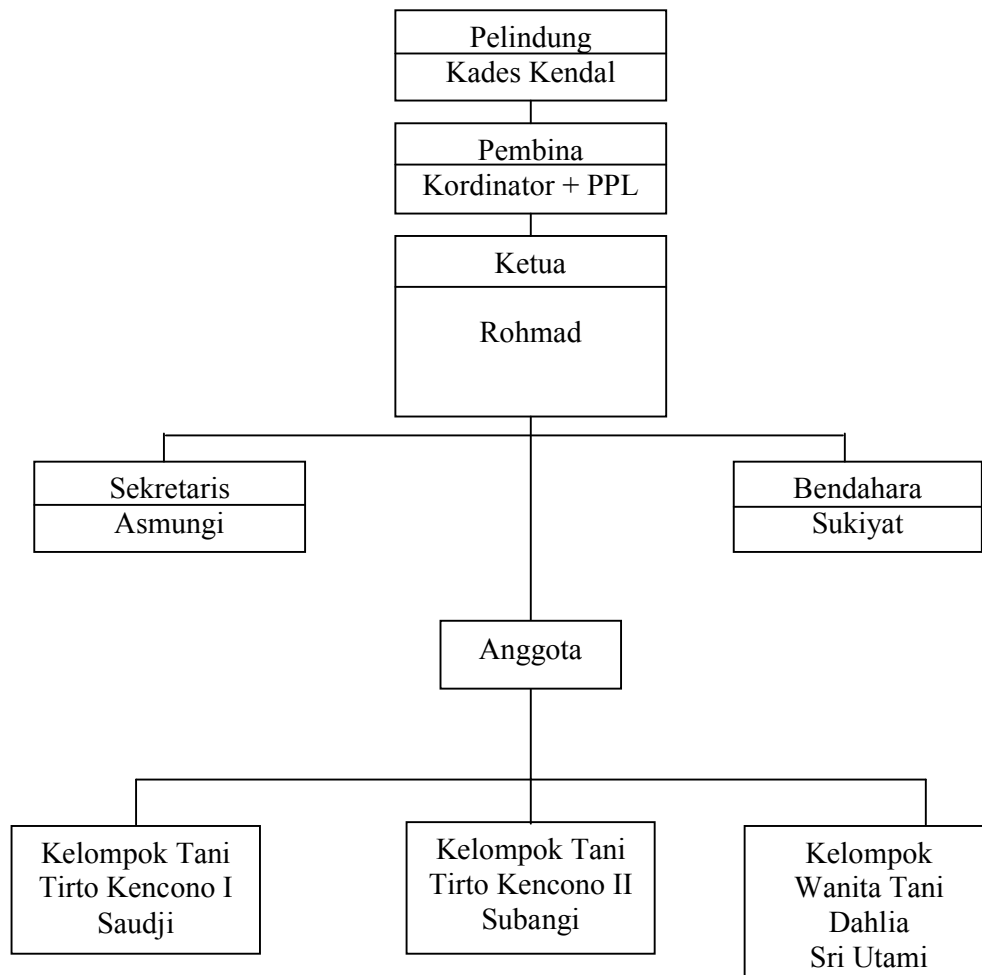 Pelindung
Kades Kendal
Pembina
Kordinator + PPL
Ketua
Rohmad
Sekretaris
Asmungi
Bendahara
Sukiyat
Anggota
Kelompok Tani
Tirto Kencono I
Saudji
Kelompok Tani
Tirto Kencono II
Subangi
Kelompok
Wanita Tani
Dahlia
Sri Utami